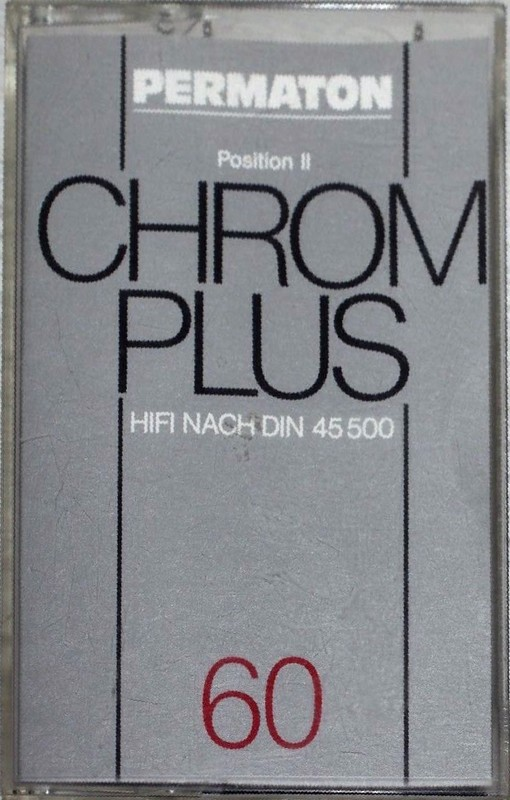 PERMATON
Position II
CHROM
PLUS
HIFI NACH DIN 45 500
60